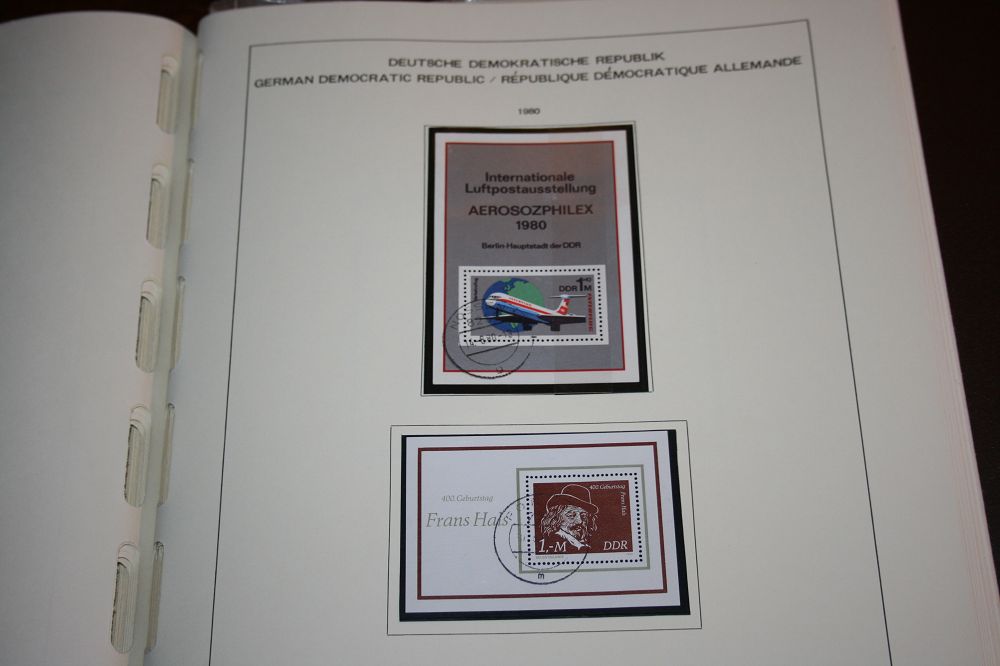 DEUTSCHE DEMOKRATISCHE REPUBLIK
GERMAN DEMOCRATIC REPUBLIC / RÉPUBLIQUE DÉMOCRATIQUE ALLEMANDE
1980
Internationale
Luftpostausstellung
AEROSOZPHILEX
1980
Berlin-Hauptstadt der DDR
DDR 1 M
400. Geburtstag
Frans Hals
400. Geburtstag
Frans Hals
1,-M DDR